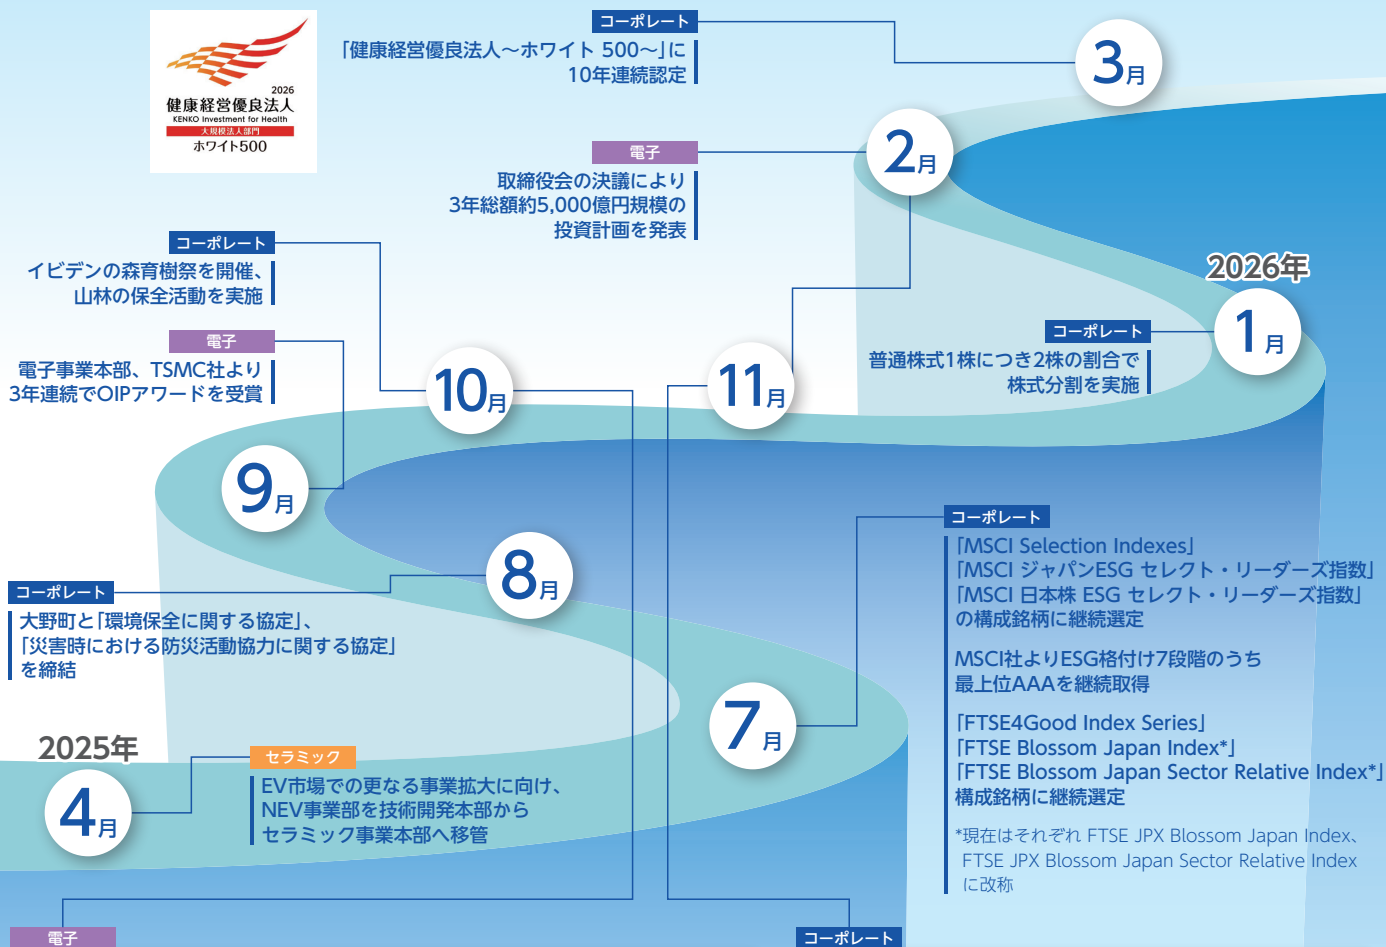 2026
健康経営優良法人
KENKO Investment for Health
大規模法人部門
ホワイト500
コーポレート
「健康経営優良法人～ホワイト 500～」に
10年連続認定
3月
電子
取締役会の決議により
3年総額約5,000億円規模の
投資計画を発表
2月
2026年
1月
コーポレート
普通株式1株につき2株の割合で
株式分割を実施
コーポレート
イビデンの森育樹祭を開催、
山林の保全活動を実施
電子
電子事業本部、TSMC社より
3年連続でOIPアワードを受賞
10月
11月
9月
8月
コーポレート
大野町と「環境保全に関する協定」、
「災害時における防災活動協力に関する協定」
を締結
7月
コーポレート
「MSCI Selection Indexes」
「MSCI ジャパンESG セレクト・リーダーズ指数」
「MSCI 日本株 ESG セレクト・リーダーズ指数」
の構成銘柄に継続選定
MSCI社よりESG格付け7段階のうち
最上位AAAを継続取得
「FTSE4Good Index Series」
「FTSE Blossom Japan Index*」
「FTSE Blossom Japan Sector Relative Index*」
構成銘柄に継続選定
*現在はそれぞれ FTSE JPX Blossom Japan Index、
FTSE JPX Blossom Japan Sector Relative Index
に改称
2025年
4月
セラミック
EV市場での更なる事業拡大に向け、
NEV事業部を技術開発本部から
セラミック事業本部へ移管
電子
コーポレート